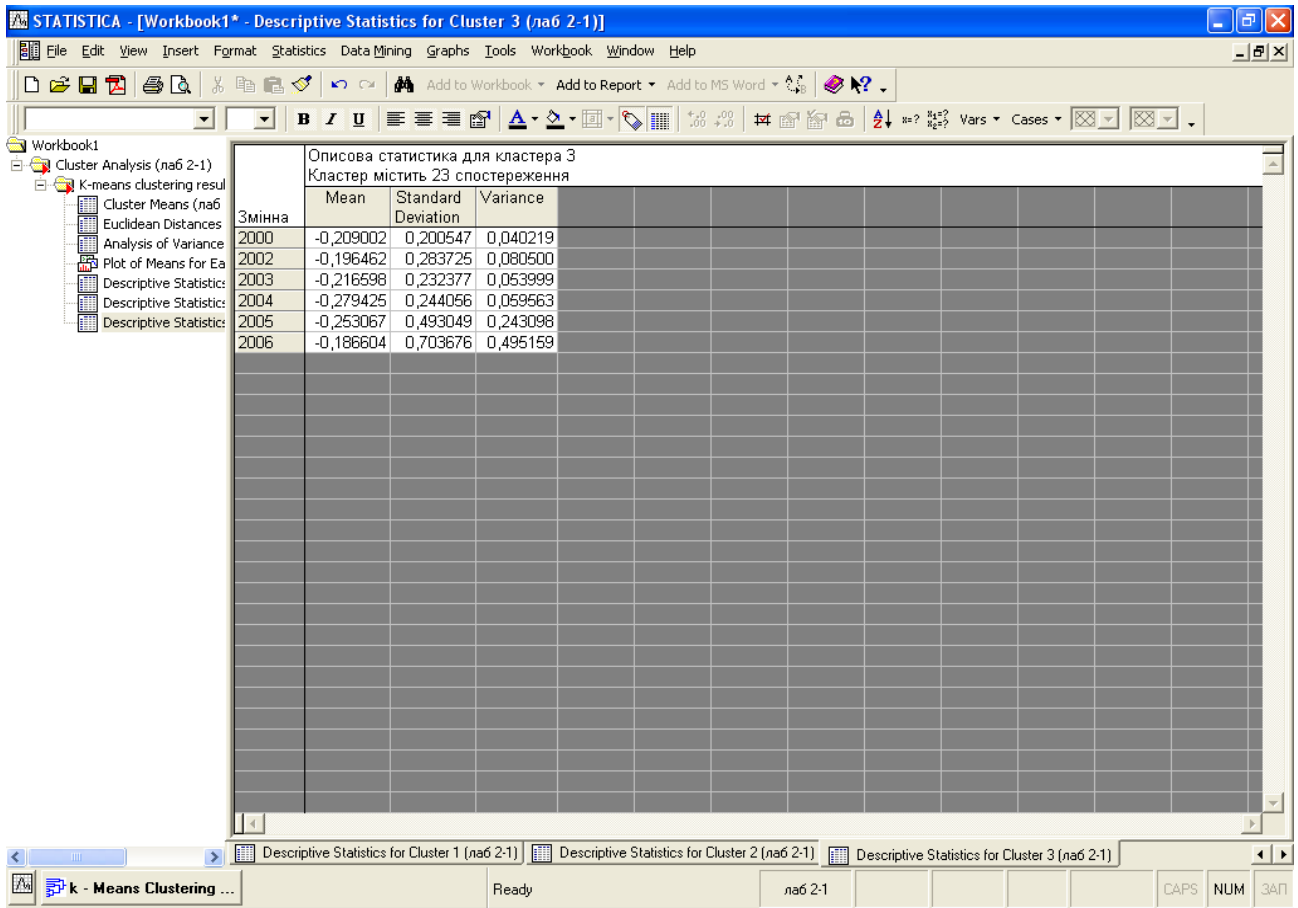 STATISTICA - [Workbook1* - Descriptive Statistics for Cluster 3 (лаб 2-1)]
File Edit View Insert Format Statistics Data Mining Graphs Tools Workbook Window Help
Add to Workbook Add to Report Add to MS Word
B I U Vars Cases
Workbook1
Cluster Analysis (лаб 2-1)
K-means clustering resul
Cluster Means (лаб
Euclidean Distances
Analysis of Variance
Plot of Means for Ea
Descriptive Statistics
Descriptive Statistics
Descriptive Statistics
Описова статистика для кластера 3
Кластер містить 23 спостереження
Змінна Mean Standard Deviation Variance
2000 -0,209002 0,200547 0,040219
2002 -0,196462 0,283725 0,080500
2003 -0,216598 0,232377 0,053999
2004 -0,279425 0,244056 0,059563
2005 -0,253067 0,493049 0,243098
2006 -0,186604 0,703676 0,495159
Descriptive Statistics for Cluster 1 (лаб 2-1) Descriptive Statistics for Cluster 2 (лаб 2-1) Descriptive Statistics for Cluster 3 (лаб 2-1)
k - Means Clustering ... Ready лаб 2-1 CAPS NUM ЗАП